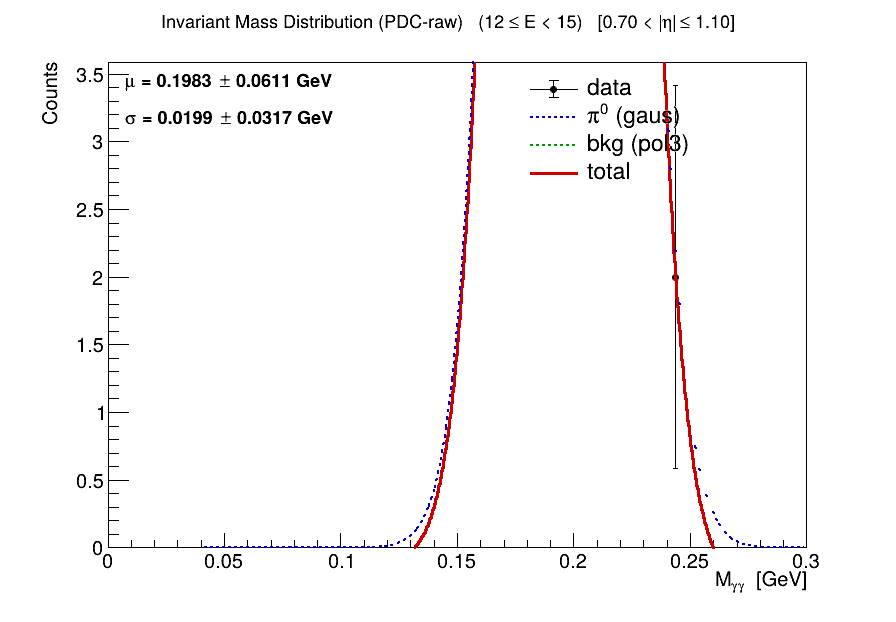 Invariant Mass Distribution (PDC-raw) (12 ≤ E < 15) [0.70 < |η| ≤ 1.10]
Counts
μ = 0.1983 ± 0.0611 GeV
σ = 0.0199 ± 0.0317 GeV
data
π⁰ (gaus)
bkg (pol3)
total
3.5
3
2.5
2
1.5
1
0.5
0
0 0.05 0.1 0.15 0.2 0.25 0.3
M_γγ [GeV]